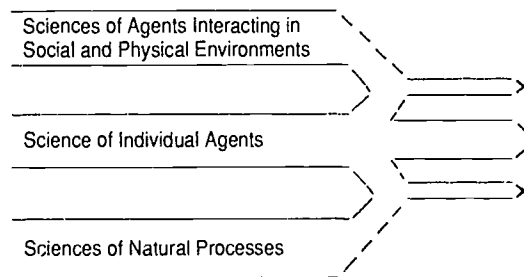 Sciences of Agents Interacting in
Social and Physical Environments
Science of Individual Agents
Sciences of Natural Processes